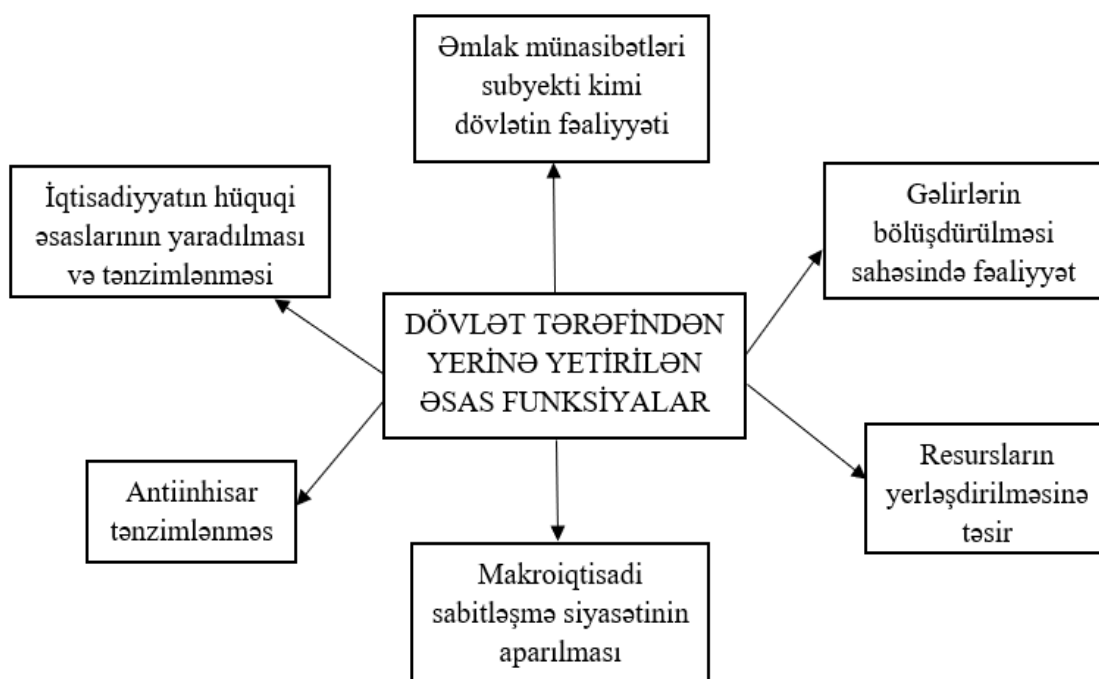 Əmlak münasibətləri
subyekti kimi
dövlətin fəaliyyəti
İqtisadiyyatın hüquqi
əsaslarının yaradılması
və tənzimlənməsi
Gəlirlərin
bölüşdürülməsi
sahəsində fəaliyyət
DÖVLƏT TƏRƏFİNDƏN
YERİNƏ YETİRİLƏN
ƏSAS FUNKSİYALAR
Antiinhisar
tənzimlənməs
Resursların
yerləşdirilməsinə
təsir
Makroiqtisadi
sabitləşmə siyasətinin
aparılması